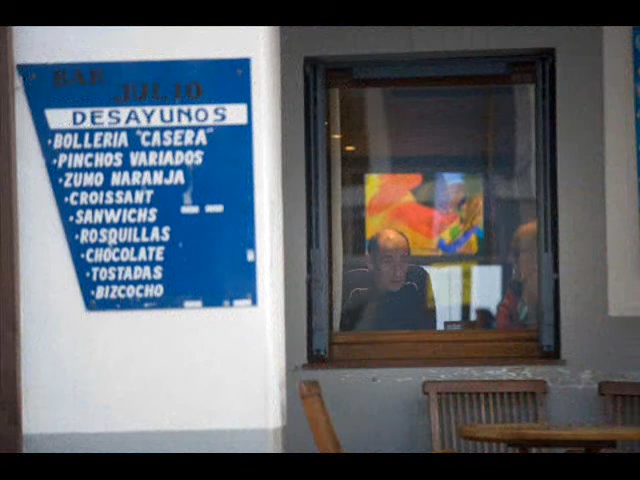 BAR
JULIO
DESAYUNOS
·BOLLERIA "CASERA"
·PINCHOS VARIADOS
·ZUMO NARANJA
·CROISSANT
·SANWICHS
·ROSQUILLAS
·CHOCOLATE
·TOSTADAS
·BIZCOCHO